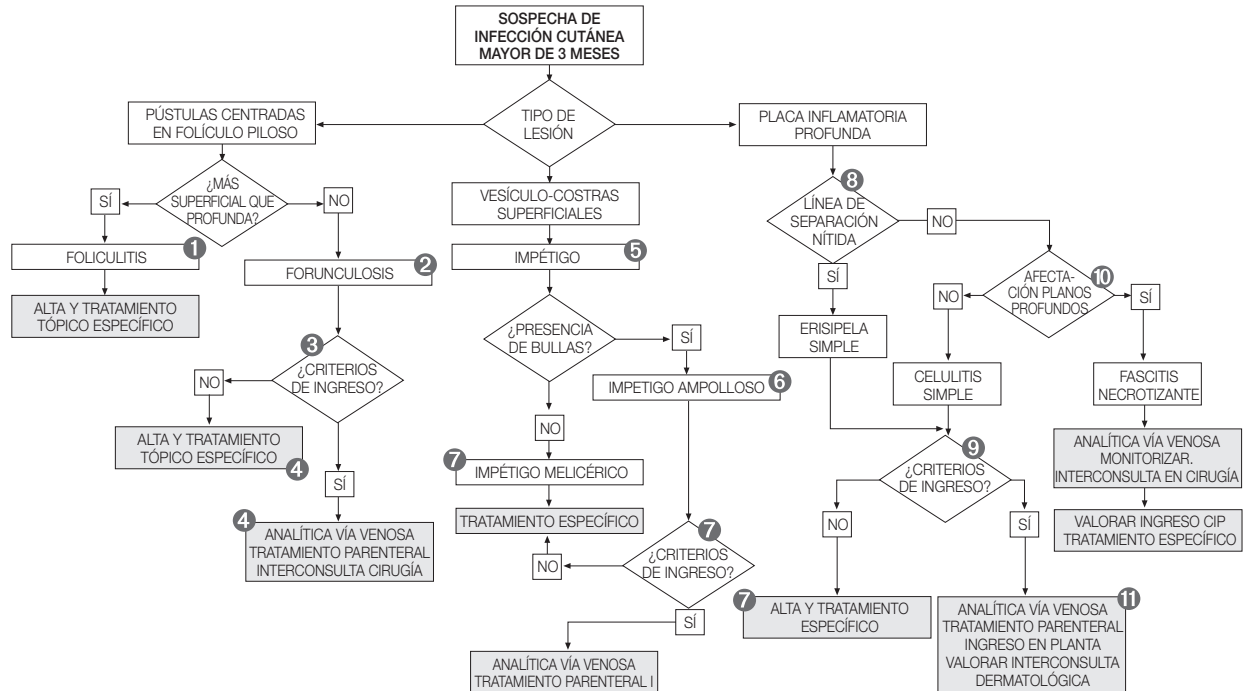 SOSPECHA DE
INFECCIÓN CUTÁNEA
MAYOR DE 3 MESES
TIPO DE
LESIÓN
PÚSTULAS CENTRADAS
EN FOLÍCULO PILOSO
¿MÁS
SUPERFICIAL QUE
PROFUNDA?
SÍ
NO
1
FOLICULITIS
ALTA Y TRATAMIENTO
TÓPICO ESPECÍFICO
2
FORUNCULOSIS
3
¿CRITERIOS
DE INGRESO?
NO
ALTA Y TRATAMIENTO
TÓPICO ESPECÍFICO
4
SÍ
4
ANALÍTICA VÍA VENOSA
TRATAMIENTO PARENTERAL
INTERCONSULTA CIRUGÍA
VESÍCULO-COSTRAS
SUPERFICIALES
5
IMPÉTIGO
¿PRESENCIA
DE BULLAS?
SÍ
6
IMPETIGO AMPOLLOSO
NO
7
IMPÉTIGO MELICÉRICO
TRATAMIENTO ESPECÍFICO
7
¿CRITERIOS
DE INGRESO?
NO
SÍ
ANALÍTICA VÍA VENOSA
TRATAMIENTO PARENTERAL I
PLACA INFLAMATORIA
PROFUNDA
8
LÍNEA DE
SEPARACIÓN
NÍTIDA
NO
SÍ
ERISIPELA
SIMPLE
10
AFECTA-
CIÓN PLANOS
PROFUNDOS
NO
SÍ
CELULITIS
SIMPLE
FASCITIS
NECROTIZANTE
ANALÍTICA VÍA VENOSA
MONITORIZAR.
INTERCONSULTA EN CIRUGÍA
VALORAR INGRESO CIP
TRATAMIENTO ESPECÍFICO
9
¿CRITERIOS
DE INGRESO?
NO
SÍ
7
ALTA Y TRATAMIENTO
ESPECÍFICO
11
ANALÍTICA VÍA VENOSA
TRATAMIENTO PARENTERAL
INGRESO EN PLANTA
VALORAR INTERCONSULTA
DERMATOLÓGICA